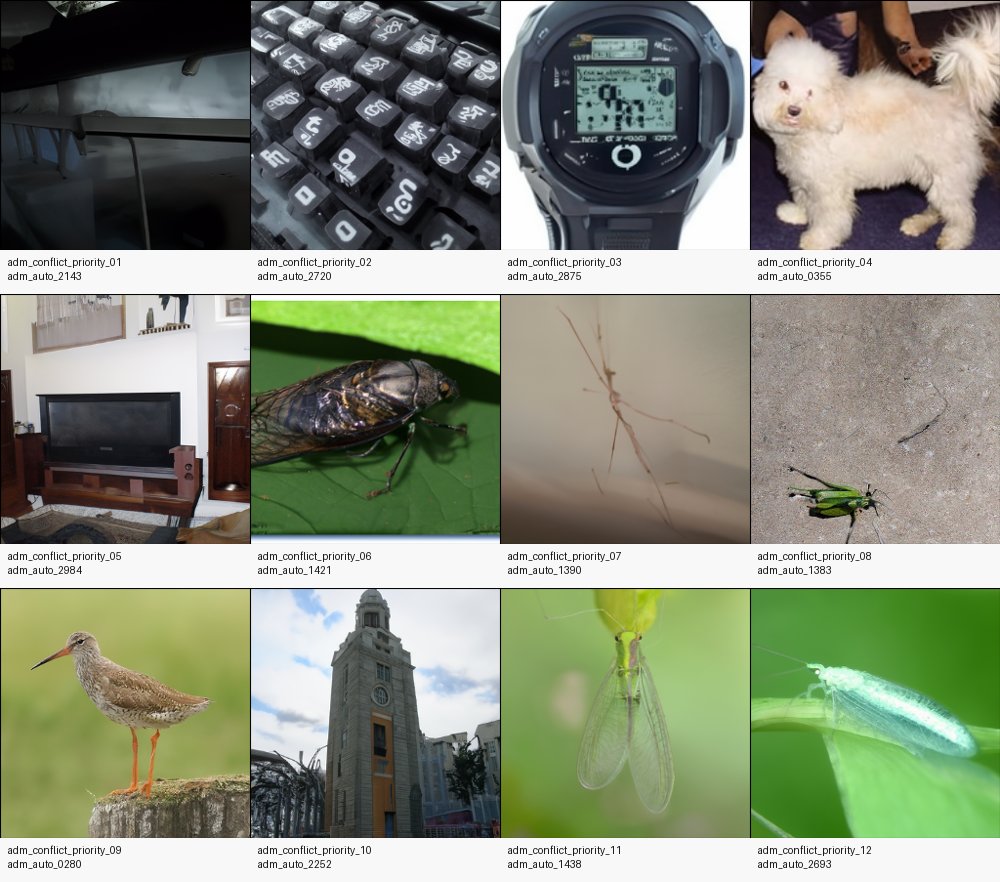 adm_conflict_priority_01
adm_auto_2143
adm_conflict_priority_02
adm_auto_2720
adm_conflict_priority_03
adm_auto_2875
adm_conflict_priority_04
adm_auto_0355
adm_conflict_priority_05
adm_auto_2984
adm_conflict_priority_06
adm_auto_1421
adm_conflict_priority_07
adm_auto_1390
adm_conflict_priority_08
adm_auto_1383
adm_conflict_priority_09
adm_auto_0280
adm_conflict_priority_10
adm_auto_2252
adm_conflict_priority_11
adm_auto_1438
adm_conflict_priority_12
adm_auto_2693